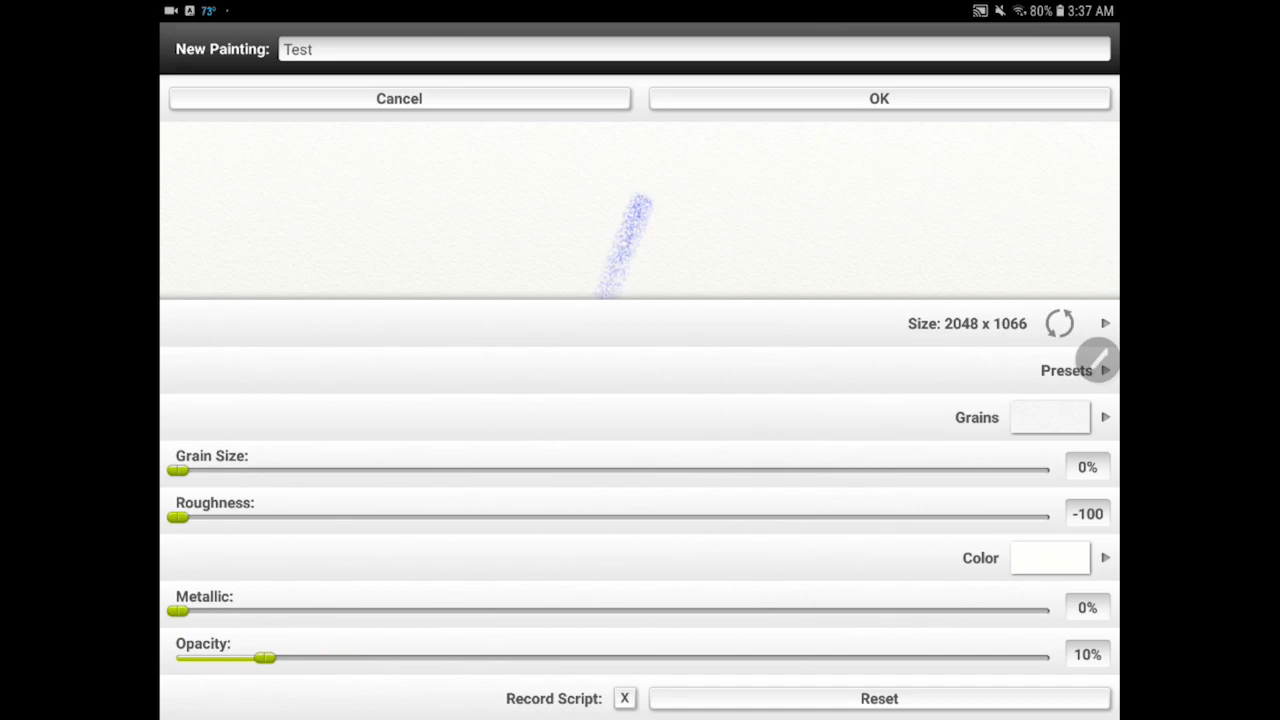 73° 80% 3:37 AM
New Painting: Test
Cancel OK
Size: 2048 x 1066
Presets
Grains
Grain Size: 0%
Roughness: -100
Color
Metallic: 0%
Opacity: 10%
Record Script: X Reset